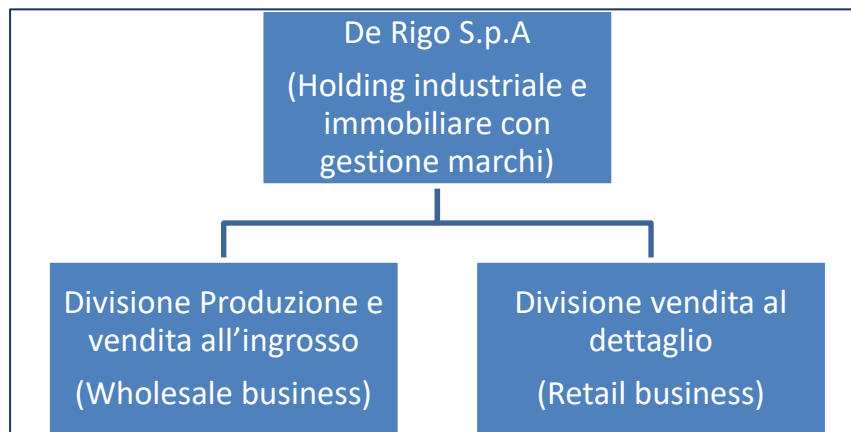 De Rigo S.p.A
(Holding industriale e
immobiliare con
gestione marchi)
Divisione Produzione e
vendita all’ingrosso
(Wholesale business)
Divisione vendita al
dettaglio
(Retail business)